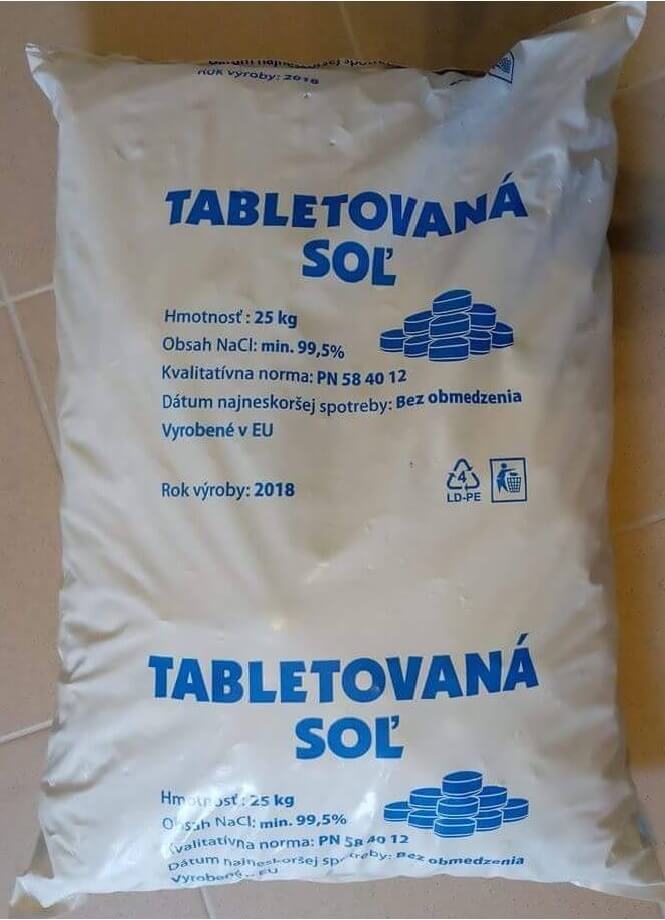 Rok výroby: 2018
TABLETOVANÁ
SOĽ
Hmotnosť : 25 kg
Obsah NaCl: min. 99,5%
Kvalitatívna norma: PN 58 40 12
Dátum najneskoršej spotreby: Bez obmedzenia
Vyrobené v EU
Rok výroby: 2018
4
LD-PE
TABLETOVANÁ
SOĽ
Hmotnosť : 25 kg
Obsah NaCl: min. 99,5%
Kvalitatívna norma: PN 58 40 12
Dátum najneskoršej spotreby: Bez obmedzenia
Vyrobené v EU